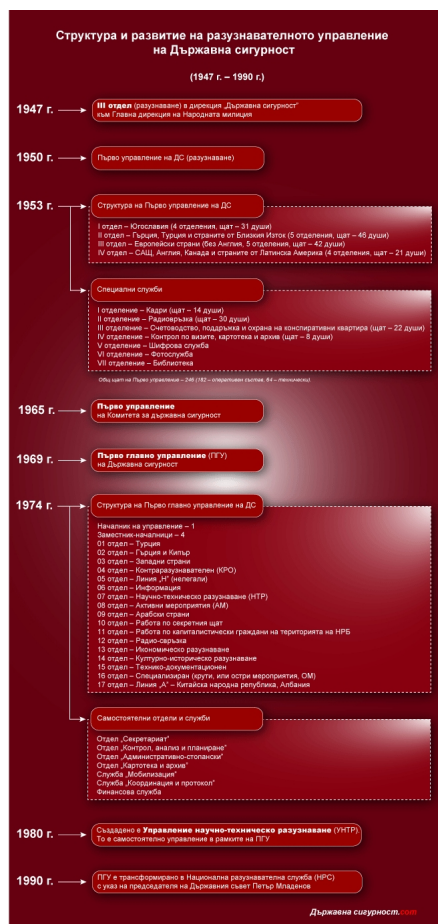 Структура и развитие на разузнавателното управление
на Държавна сигурност
(1947 г. – 1990 г.)
1947 г.
III отдел (разузнаване) в дирекция „Държавна сигурност"
към Главна дирекция на Народната милиция
1950 г.
Първо управление на ДС (разузнаване)
1953 г.
Структура на Първо управление на ДС
I отдел – Югославия (4 отделения, щат – 31 души)
II отдел – Гърция, Турция и страните от Близкия Изток (5 отделения, щат – 46 души)
III отдел – Европейски страни (без Англия, 5 отделения, щат – 42 души)
IV отдел – САЩ, Англия, Канада и страните от Латинска Америка (4 отделения, щат – 21 души)
Специални служби
I отделение – Кадри (щат – 14 души)
II отделение – Радиовръзка (щат – 30 души)
III отделение – Счетоводство, поддръжка и охрана на конспиративни квартира (щат – 22 души)
IV отделение – Контрол по визите, картотека и архив (щат – 8 души)
V отделение – Шифрова служба
VI отделение – Фотослужба
VII отделение – Библиотека
Общ щат на Първо управление – 246 (182 – оперативен състав, 64 – технически).
1965 г.
Първо управление
на Комитета за държавна сигурност
1969 г.
Първо главно управление (ПГУ)
на Държавна сигурност
1974 г.
Структура на Първо главно управление на ДС
Началник на управление – 1
Заместник-началници – 4
01 отдел – Турция
02 отдел – Гърция и Кипър
03 отдел – Западни страни
04 отдел – Контраразузнавателен (КРО)
05 отдел – Линия „Н" (нелегали)
06 отдел – Информация
07 отдел – Научно-техническо разузнаване (НТР)
08 отдел – Активни мероприятия (АМ)
09 отдел – Арабски страни
10 отдел – Работа по секретния щат
11 отдел – Работа по капиталистически граждани на територията на НРБ
12 отдел – Радио-свръзка
13 отдел – Икономическо разузнаване
14 отдел – Културно-историческо разузнаване
15 отдел – Технико-документационен
16 отдел – Специализиран (крути, или остри мероприятия, ОМ)
17 отдел – Линия „А" – Китайска народна република, Албания
Самостоятелни отдели и служби
Отдел „Секретариат"
Отдел „Контрол, анализ и планиране"
Отдел „Административно-стопански"
Отдел „Картотека и архив"
Служба „Мобилизация"
Служба „Координация и протокол"
Финансова служба
1980 г.
Създадено е Управление научно-техническо разузнаване (УНТР)
То е самостоятелно управление в рамките на ПГУ
1990 г.
ПГУ е трансформирано в Национална разузнавателна служба (НРС)
с указ на председателя на Държавния съвет Петър Младенов
Държавна сигурност.com